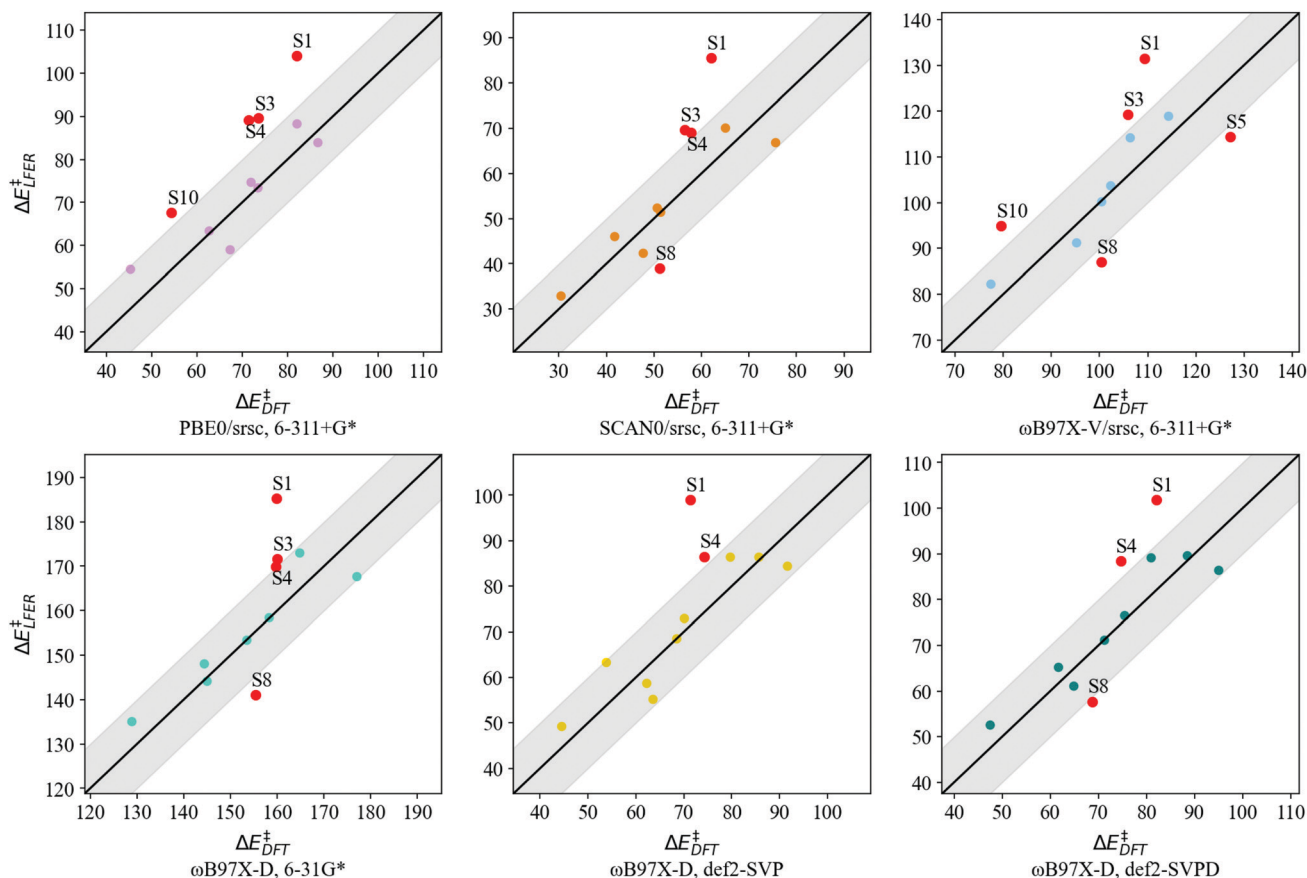 110
100
90
80
70
60
50
40
ΔE‡LFER
S1
S3
S4
S10
40 50 60 70 80 90 100 110
ΔE‡DFT
PBE0/srsc, 6-311+G*
90
80
70
60
50
40
30
S1
S3
S4
S8
30 40 50 60 70 80 90
ΔE‡DFT
SCAN0/srsc, 6-311+G*
140
130
120
110
100
90
80
70
S1
S3
S5
S10
S8
70 80 90 100 110 120 130 140
ΔE‡DFT
ωB97X-V/srsc, 6-311+G*
190
180
170
160
150
140
130
120
ΔE‡LFER
S1
S3
S4
S8
120 130 140 150 160 170 180 190
ΔE‡DFT
ωB97X-D, 6-31G*
100
90
80
70
60
50
40
S1
S4
40 50 60 70 80 90 100
ΔE‡DFT
ωB97X-D, def2-SVP
110
100
90
80
70
60
50
40
S1
S4
S8
40 50 60 70 80 90 100 110
ΔE‡DFT
ωB97X-D, def2-SVPD